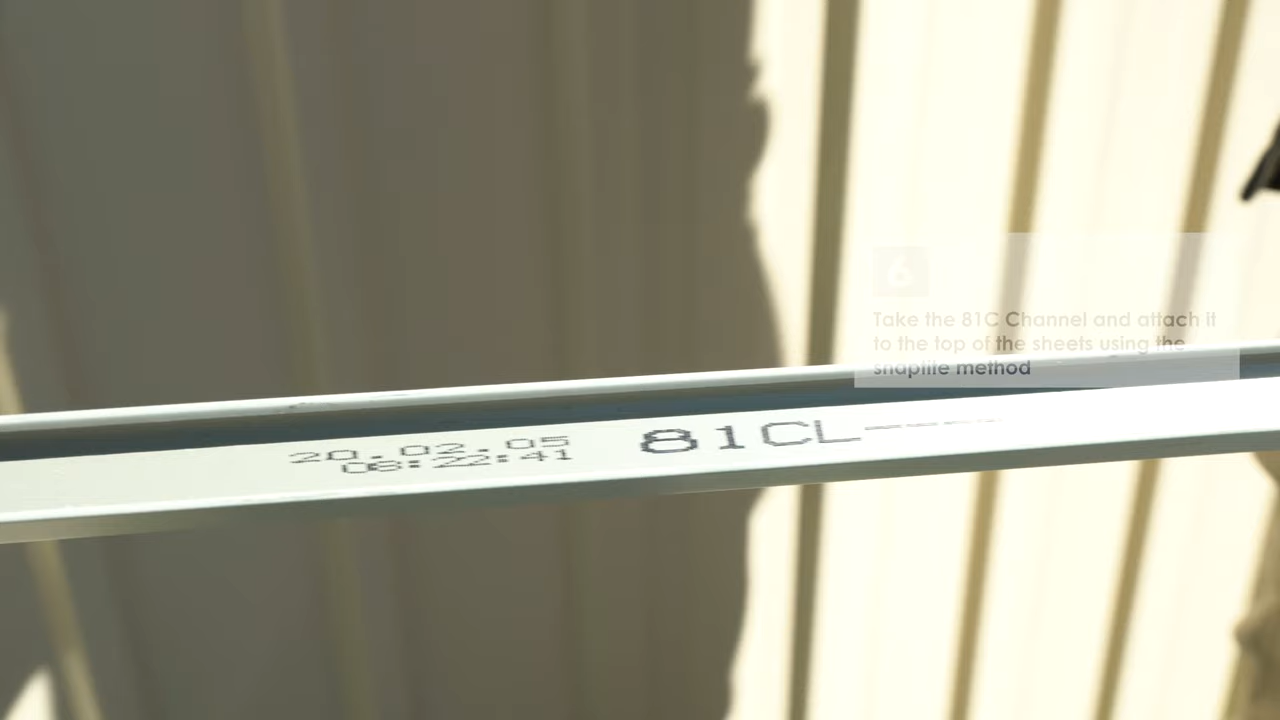 6
Take the 81C Channel and attach it
to the top of the sheets using the
snaptite method
20.02.05
08:22:41
81CL